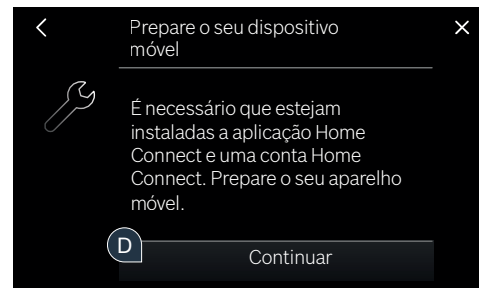 Prepare o seu dispositivo
móvel
É necessário que estejam
instaladas a aplicação Home
Connect e uma conta Home
Connect. Prepare o seu aparelho
móvel.
D
Continuar